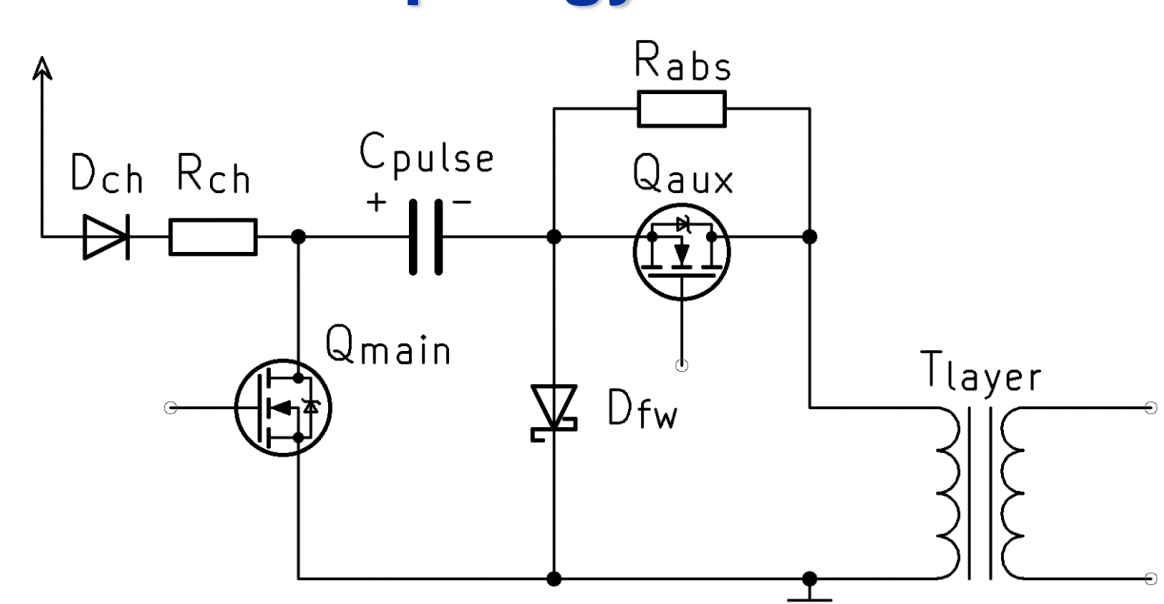 Rabs
Cpulse
Qaux
Dch Rch
+ −
Qmain
Tlayer
Dfw